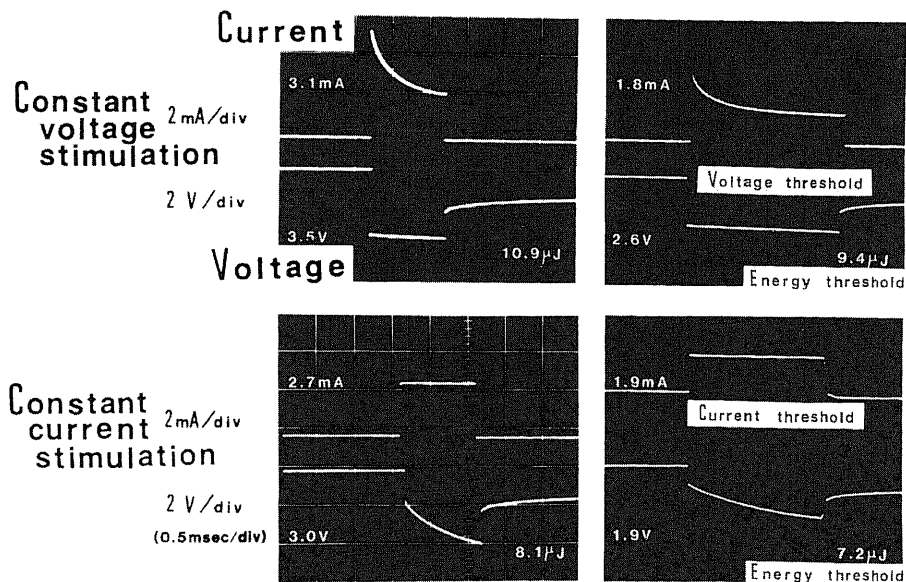 Current
3.1mA
1.8mA
Constant voltage stimulation
2mA/div
Voltage threshold
2 V/div
3.5V
10.9µJ
2.6V
9.4µJ
Voltage
Energy threshold
2.7mA
1.9mA
Constant current stimulation
2mA/div
Current threshold
2 V/div
(0.5msec/div)
3.0V
8.1µJ
1.9V
7.2µJ
Energy threshold